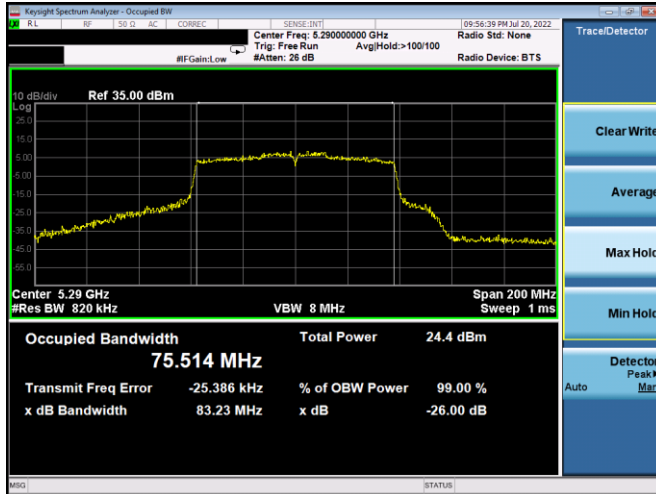 Keysight Spectrum Analyzer - Occupied BW
RL RF 50 Ω AC CORREC SENSE:INT 09:56:39 PM Jul 20, 2022
Center Freq: 5.290000000 GHz Radio Std: None
Trig: Free Run Avg|Hold:>100/100
#IFGain:Low #Atten: 26 dB Radio Device: BTS
Trace/Detector
10 dB/div Ref 35.00 dBm
Log
25.0
15.0
5.00
-5.00
-15.0
-25.0
-35.0
-45.0
-55.0
Center 5.29 GHz Span 200 MHz
#Res BW 820 kHz VBW 8 MHz Sweep 1 ms
Occupied Bandwidth Total Power 24.4 dBm
75.514 MHz
Transmit Freq Error -25.386 kHz % of OBW Power 99.00 %
x dB Bandwidth 83.23 MHz x dB -26.00 dB
Clear Write
Average
Max Hold
Min Hold
Detector
Peak
Auto Man
MSG STATUS